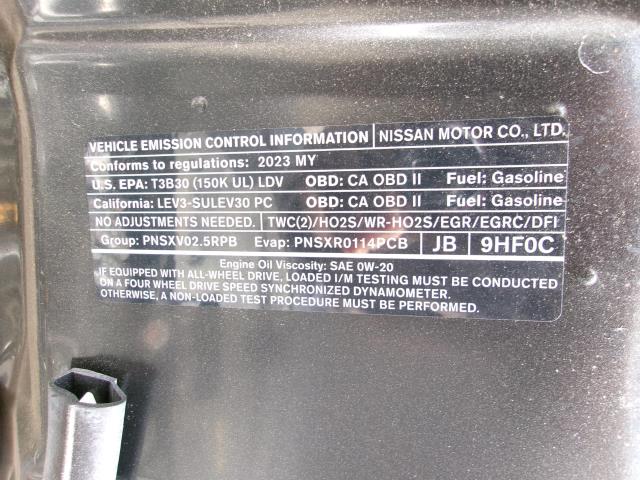 VEHICLE EMISSION CONTROL INFORMATION NISSAN MOTOR CO., LTD.
Conforms to regulations: 2023 MY
U.S. EPA: T3B30 (150K UL) LDV OBD: CA OBD II Fuel: Gasoline
California: LEV3-SULEV30 PC OBD: CA OBD II Fuel: Gasoline
NO ADJUSTMENTS NEEDED. TWC(2)/HO2S/WR-HO2S/EGR/EGRC/DFI
Group: PNSXV02.5RPB Evap: PNSXR0114PCB JB 9HF0C
Engine Oil Viscosity: SAE 0W-20
IF EQUIPPED WITH ALL-WHEEL DRIVE, LOADED I/M TESTING MUST BE CONDUCTED
ON A FOUR WHEEL DRIVE SPEED SYNCHRONIZED DYNAMOMETER.
OTHERWISE, A NON-LOADED TEST PROCEDURE MUST BE PERFORMED.